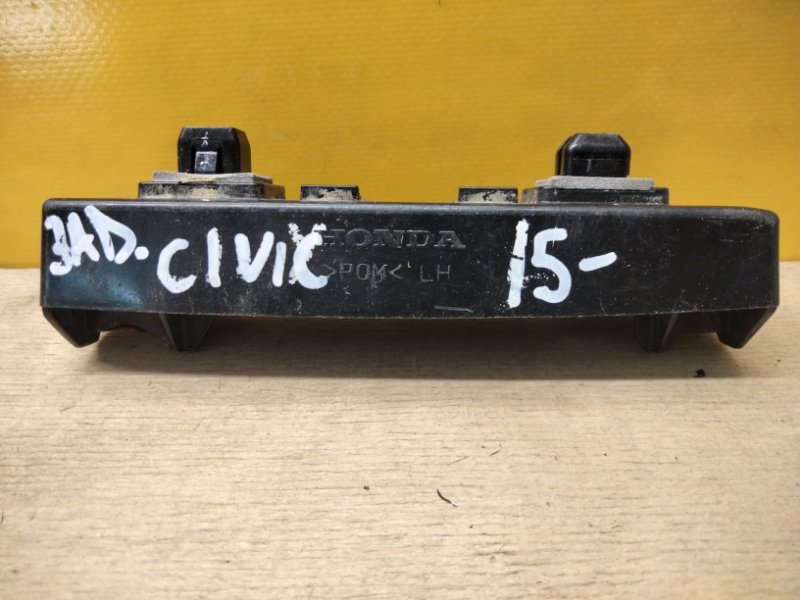 ЗАД. CIVIC 15-
HONDA
>POM< LH